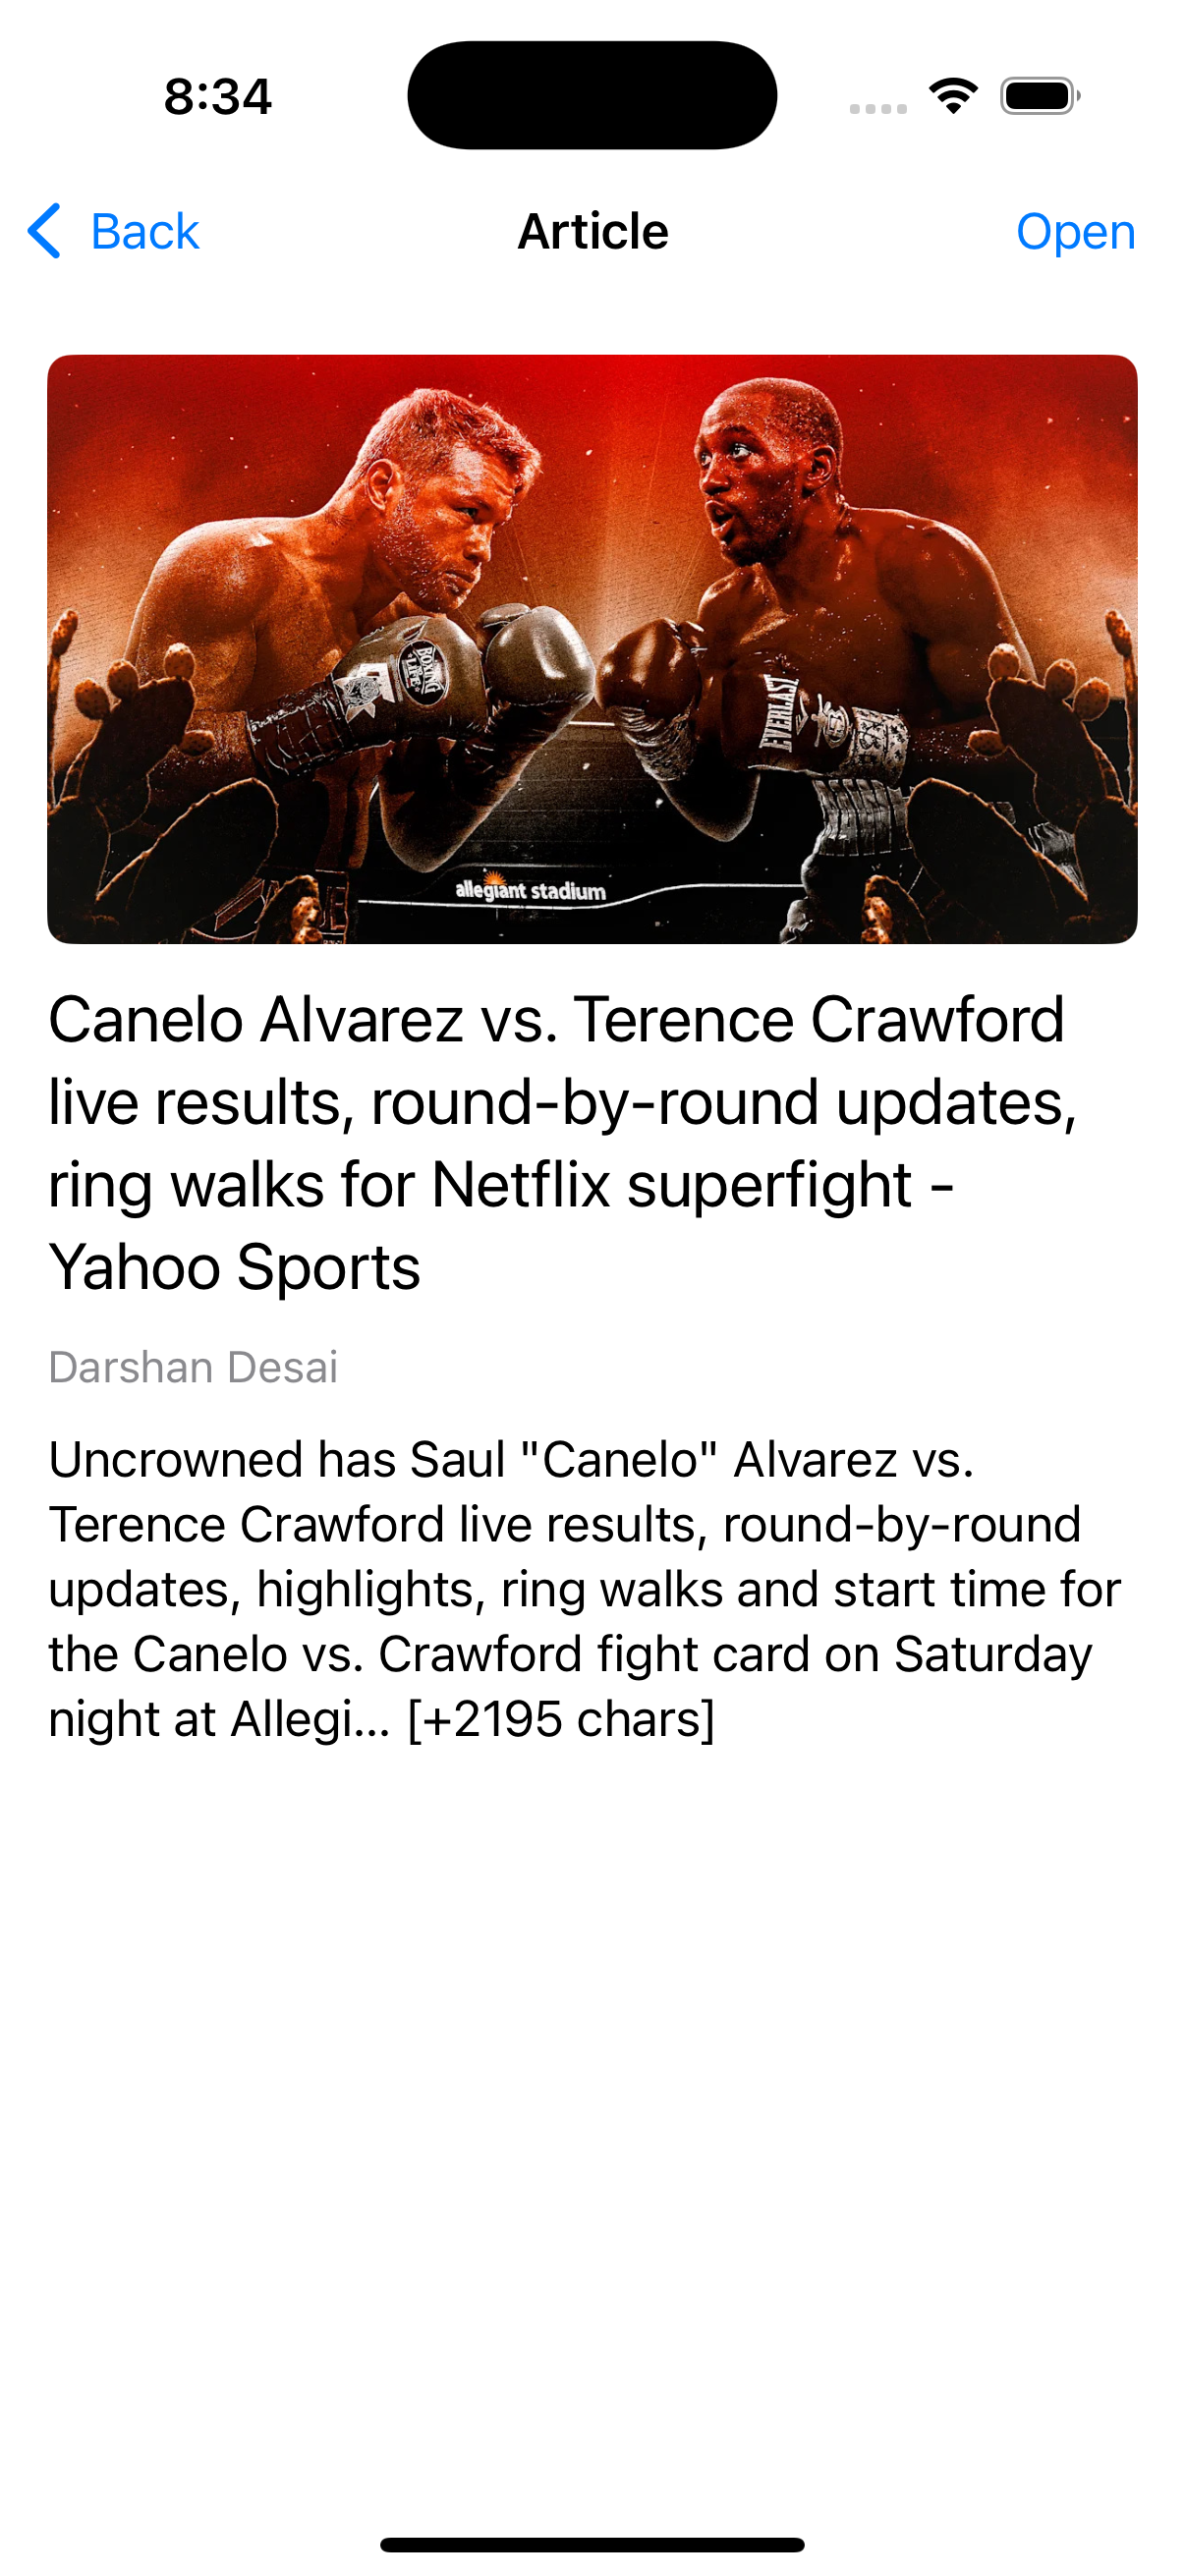 8:34
Back
Article
Open
BOXING
LIFE
EVERLAST
allegiant stadium
Canelo Alvarez vs. Terence Crawford
live results, round-by-round updates,
ring walks for Netflix superfight -
Yahoo Sports
Darshan Desai
Uncrowned has Saul "Canelo" Alvarez vs.
Terence Crawford live results, round-by-round
updates, highlights, ring walks and start time for
the Canelo vs. Crawford fight card on Saturday
night at Allegi… [+2195 chars]